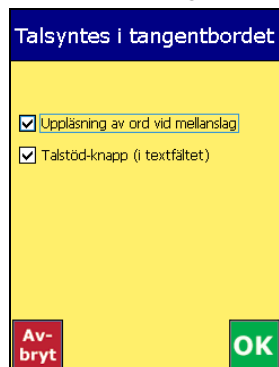 Talsyntes i tangentbordet
Uppläsning av ord vid mellanslag
Talstöd-knapp (i textfältet)
Av-
bryt
OK